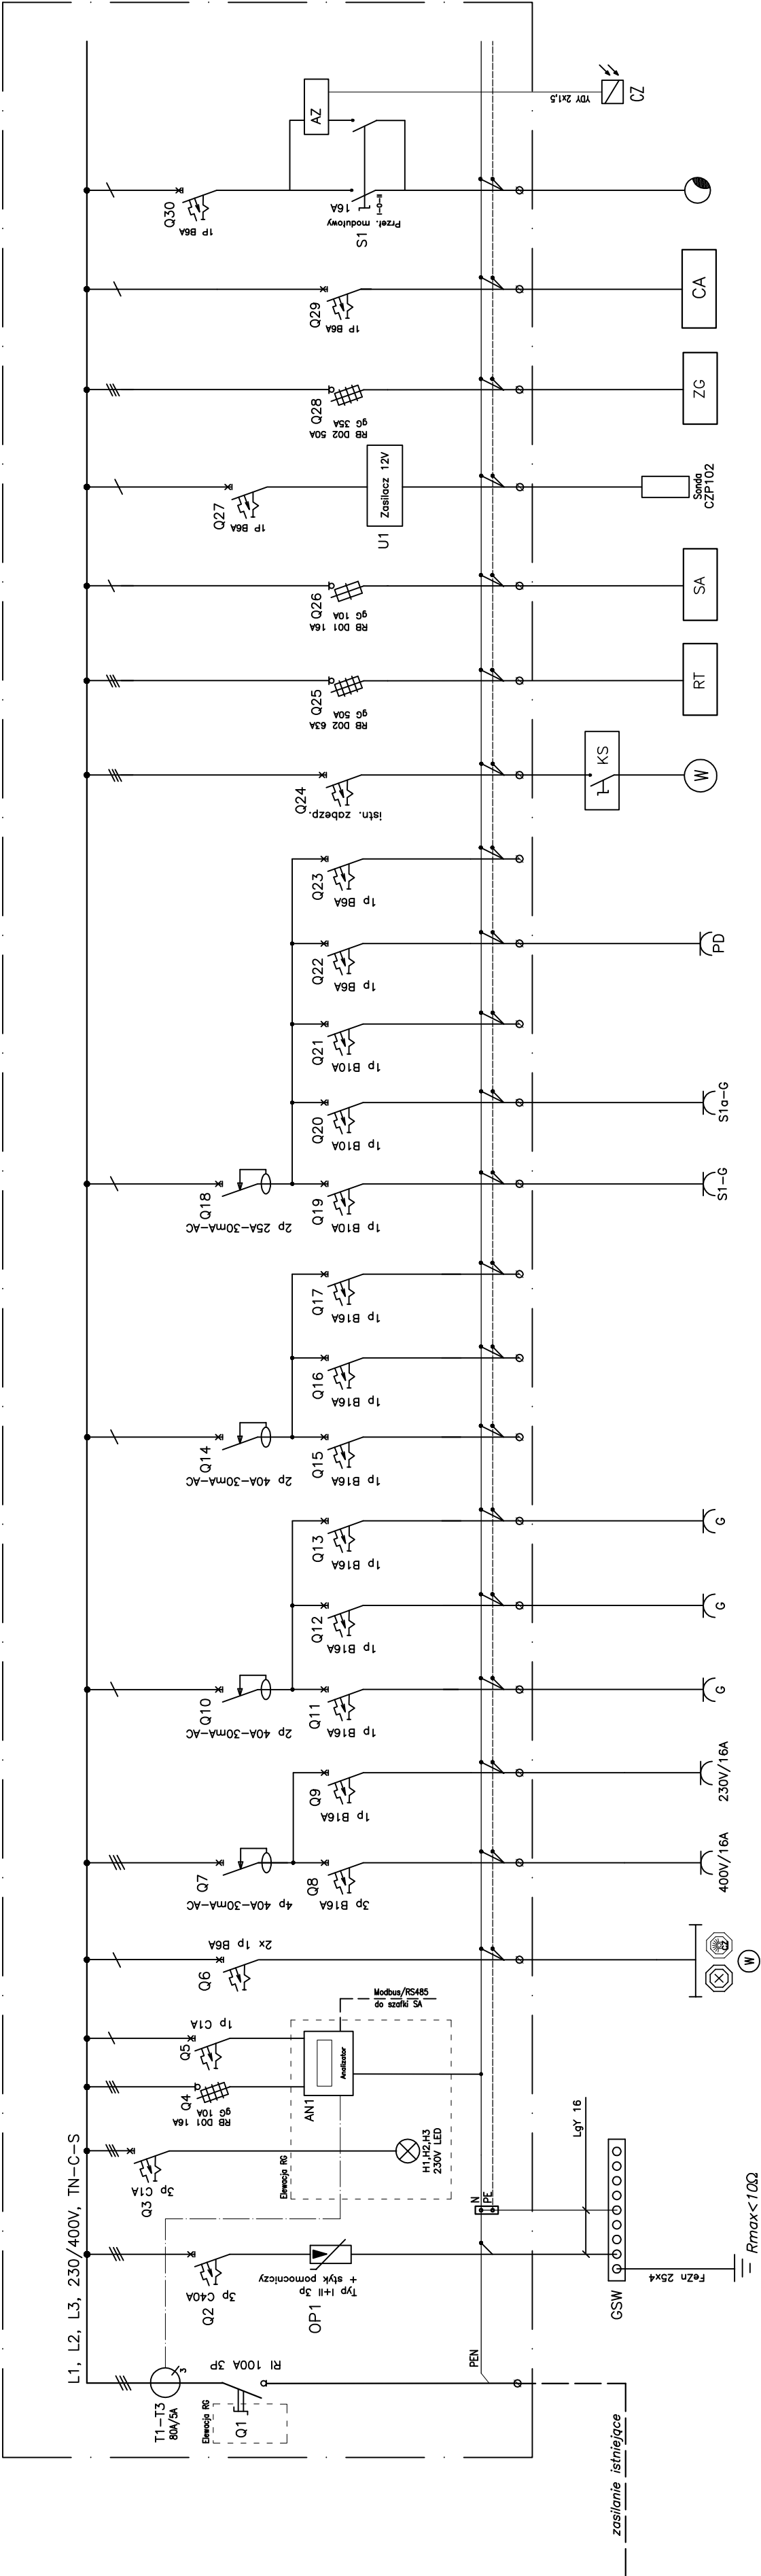 L1, L2, L3, 230/400V, TN-C-S
T1-T3
80A/5A
3
Elewacja RG
Q1
RI 100A 3P
PEN
zasilanie istniejące
Q2
3p C40A
OP1
Typ I+II 3p
+ styk pomocniczy
N
PE
LgY 16
GSW
FeZn 25x4
Rmax<10Ω
Q3
3p C1A
Elewacja RG
H1,H2,H3
230V LED
Q4
RB D01 16A
gG 10A
Q5
1p C1A
AN1
Analizator
Modbus/RS485
do szafki SA
Q6
2x 1p B6A
W
Q7
4p 40A-30mA-AC
Q8
3p B16A
400V/16A
Q9
1p B16A
230V/16A
Q10
2p 40A-30mA-AC
Q11
1p B16A
G
Q12
1p B16A
G
Q13
1p B16A
G
Q14
2p 40A-30mA-AC
Q15
1p B16A
Q16
1p B16A
Q17
1p B16A
Q18
2p 25A-30mA-AC
Q19
1p B10A
S1-G
Q20
1p B10A
S1a-G
Q21
1p B10A
Q22
1p B6A
PD
Q23
1p B6A
Q24
istn. zabezp.
KS
W
Q25
RB D02 63A
gG 50A
RT
Q26
RB D01 16A
gG 10A
SA
Q27
1P B6A
U1
Zasilacz 12V
Sonda
CZP102
Q28
RB D02 50A
gG 35A
ZG
Q29
1P B6A
CA
Q30
1P B6A
S1
Przeł. modułowy
16A
I-0-II
AZ
YDY 2x1,5
CZ